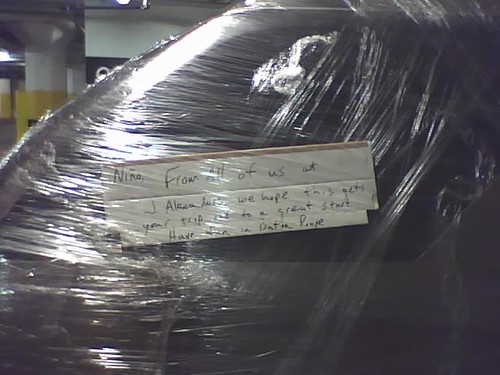 Nino, From All of us at
J Alexander's we hope this gets
your trip off to a great start
Have fun in Baton Rouge